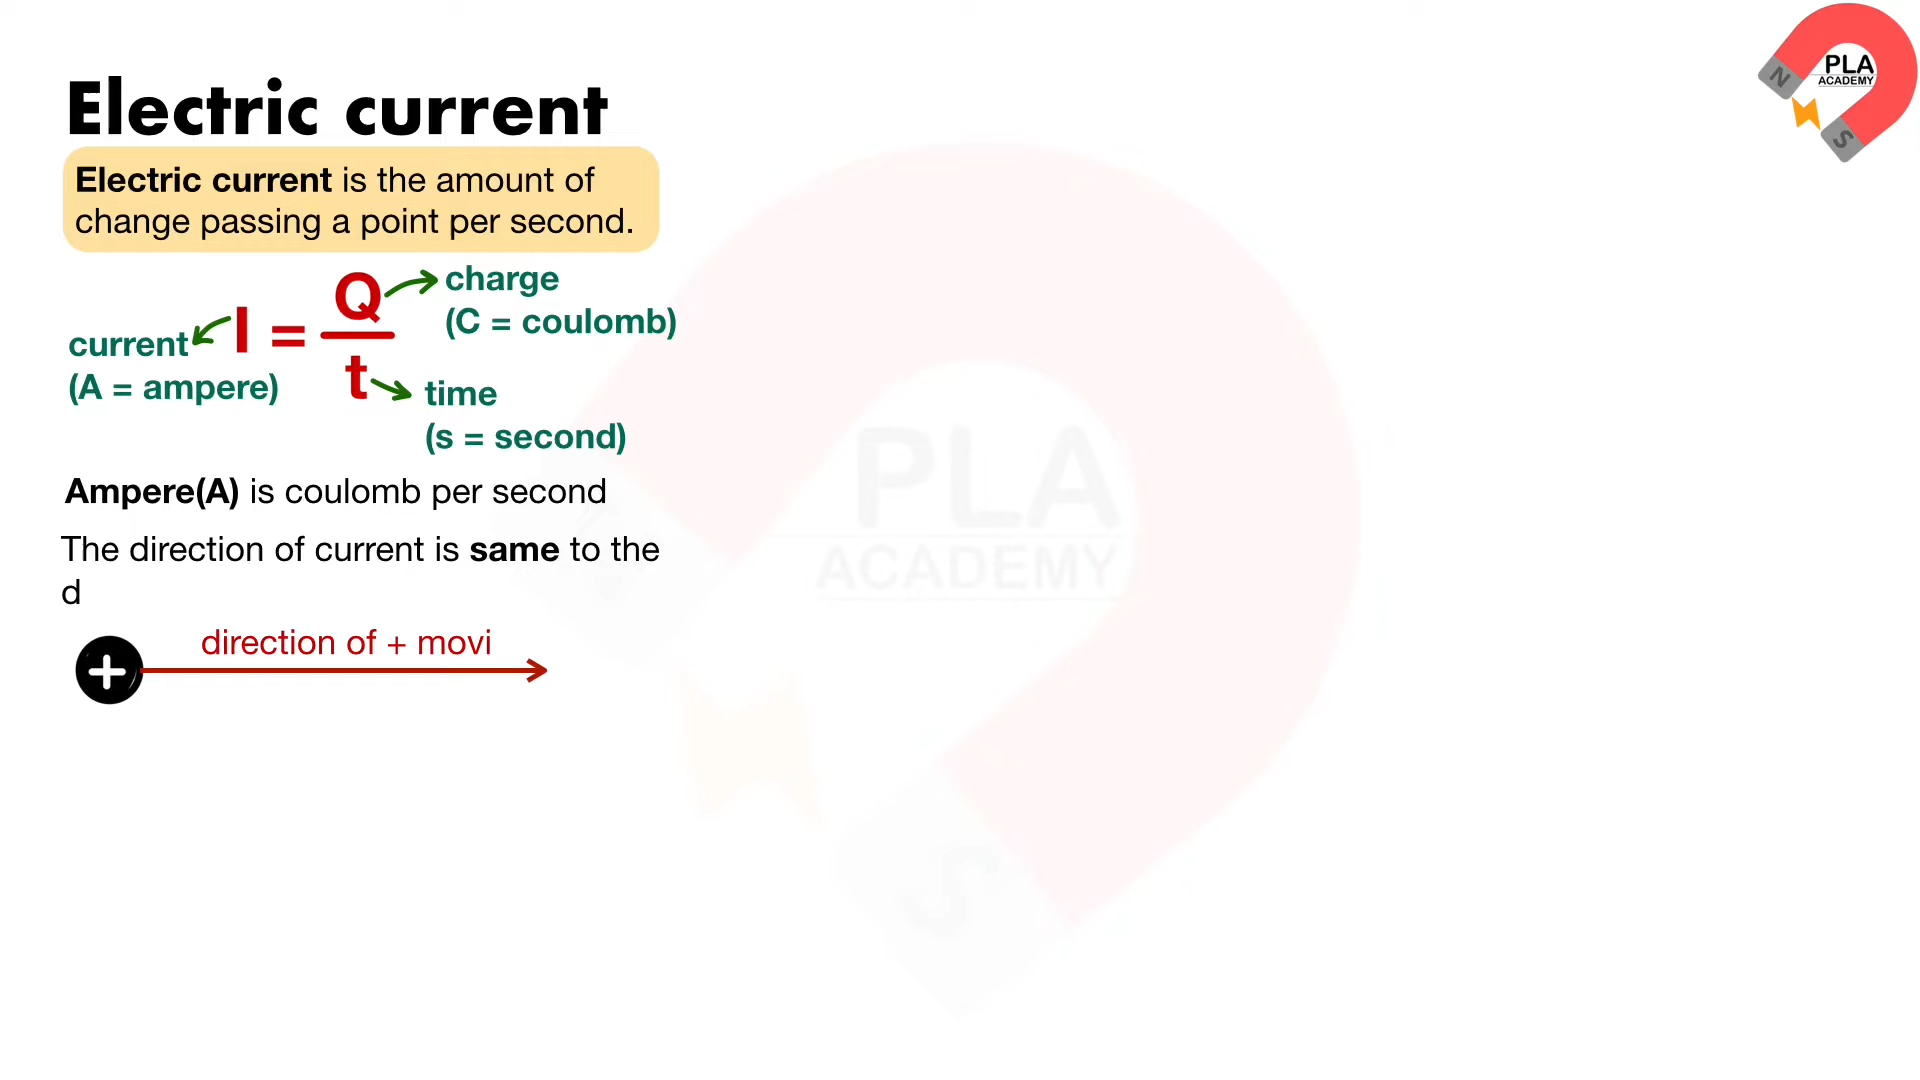 Electric current
Electric current is the amount of
change passing a point per second.
I = Q
t
charge
(C = coulomb)
current
(A = ampere)
time
(s = second)
Ampere(A) is coulomb per second
The direction of current is same to the
d
direction of + movi
+
PLA
ACADEMY
N
S
PLA
ACADEMY
S